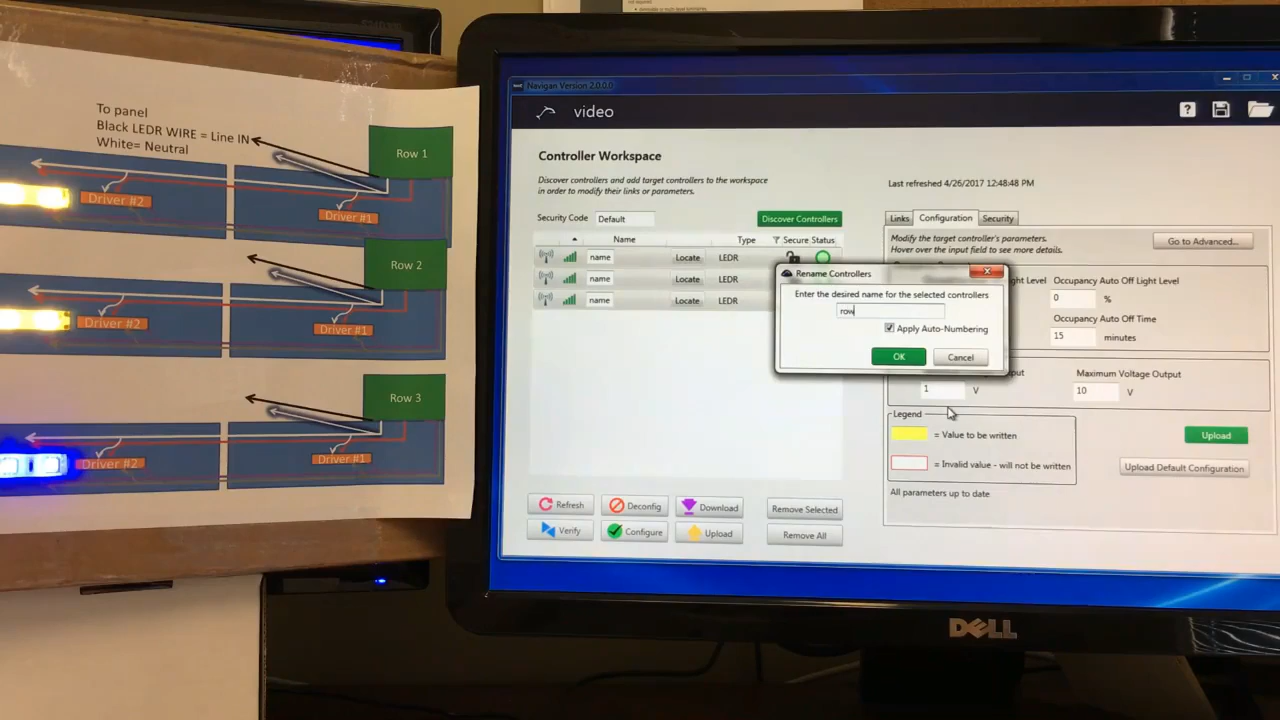 To panel
Black LEDR WIRE = Line IN
White= Neutral
Row 1
Driver #2
Driver #1
Row 2
Driver #2
Driver #1
Row 3
Driver #2
Driver #1
Navigan Version 2.0.0.0
video
?
Controller Workspace
Discover controllers and add target controllers to the workspace
in order to modify their links or parameters.
Last refreshed 4/26/2017 12:48:48 PM
Security Code
Default
Discover Controllers
Name
Type
Secure Status
name
Locate
LEDR
name
Locate
LEDR
name
Locate
LEDR
Links
Configuration
Security
Modify the target controller's parameters.
Hover over the input field to see more details.
Go to Advanced...
Rename Controllers
Enter the desired name for the selected controllers
row
Apply Auto-Numbering
OK
Cancel
Light Level
Occupancy Auto Off Light Level
0 %
Occupancy Auto Off Time
15 minutes
Maximum Voltage Output
1 V
10 V
Legend
= Value to be written
= Invalid value - will not be written
Upload
Upload Default Configuration
All parameters up to date
Refresh
Deconfig
Download
Remove Selected
Verify
Configure
Upload
Remove All
DELL